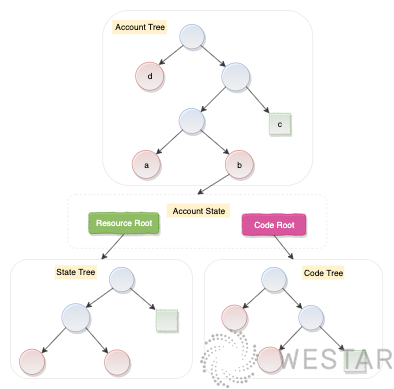 Account Tree
d
c
a
b
Account State
Resource Root
Code Root
State Tree
Code Tree
WESTAR